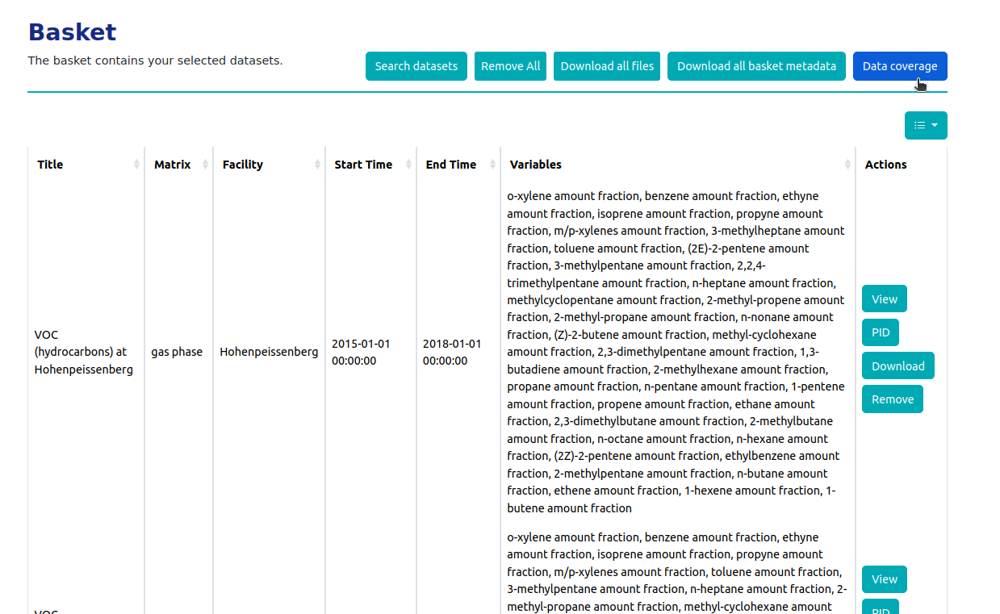 Basket
The basket contains your selected datasets.
Search datasets
Remove All
Download all files
Download all basket metadata
Data coverage
Title
Matrix
Facility
Start Time
End Time
Variables
Actions
VOC
(hydrocarbons) at
Hohenpeissenberg
gas phase
Hohenpeissenberg
2015-01-01
00:00:00
2018-01-01
00:00:00
o-xylene amount fraction, benzene amount fraction, ethyne
amount fraction, isoprene amount fraction, propyne amount
fraction, m/p-xylenes amount fraction, 3-methylheptane amount
fraction, toluene amount fraction, (2E)-2-pentene amount
fraction, 3-methylpentane amount fraction, 2,2,4-
trimethylpentane amount fraction, n-heptane amount fraction,
methylcyclopentane amount fraction, 2-methyl-propene amount
fraction, 2-methyl-propane amount fraction, n-nonane amount
fraction, (Z)-2-butene amount fraction, methyl-cyclohexane
amount fraction, 2,3-dimethylpentane amount fraction, 1,3-
butadiene amount fraction, 2-methylhexane amount fraction,
propane amount fraction, n-pentane amount fraction, 1-pentene
amount fraction, propene amount fraction, ethane amount
fraction, 2,3-dimethylbutane amount fraction, 2-methylbutane
amount fraction, n-octane amount fraction, n-hexane amount
fraction, (2Z)-2-pentene amount fraction, ethylbenzene amount
fraction, 2-methylpentane amount fraction, n-butane amount
fraction, ethene amount fraction, 1-hexene amount fraction, 1-
butene amount fraction
View
PID
Download
Remove
VOC
o-xylene amount fraction, benzene amount fraction, ethyne
amount fraction, isoprene amount fraction, propyne amount
fraction, m/p-xylenes amount fraction, toluene amount fraction,
3-methylpentane amount fraction, n-heptane amount fraction, 2-
methyl-propane amount fraction, methyl-cyclohexane amount
View
PID